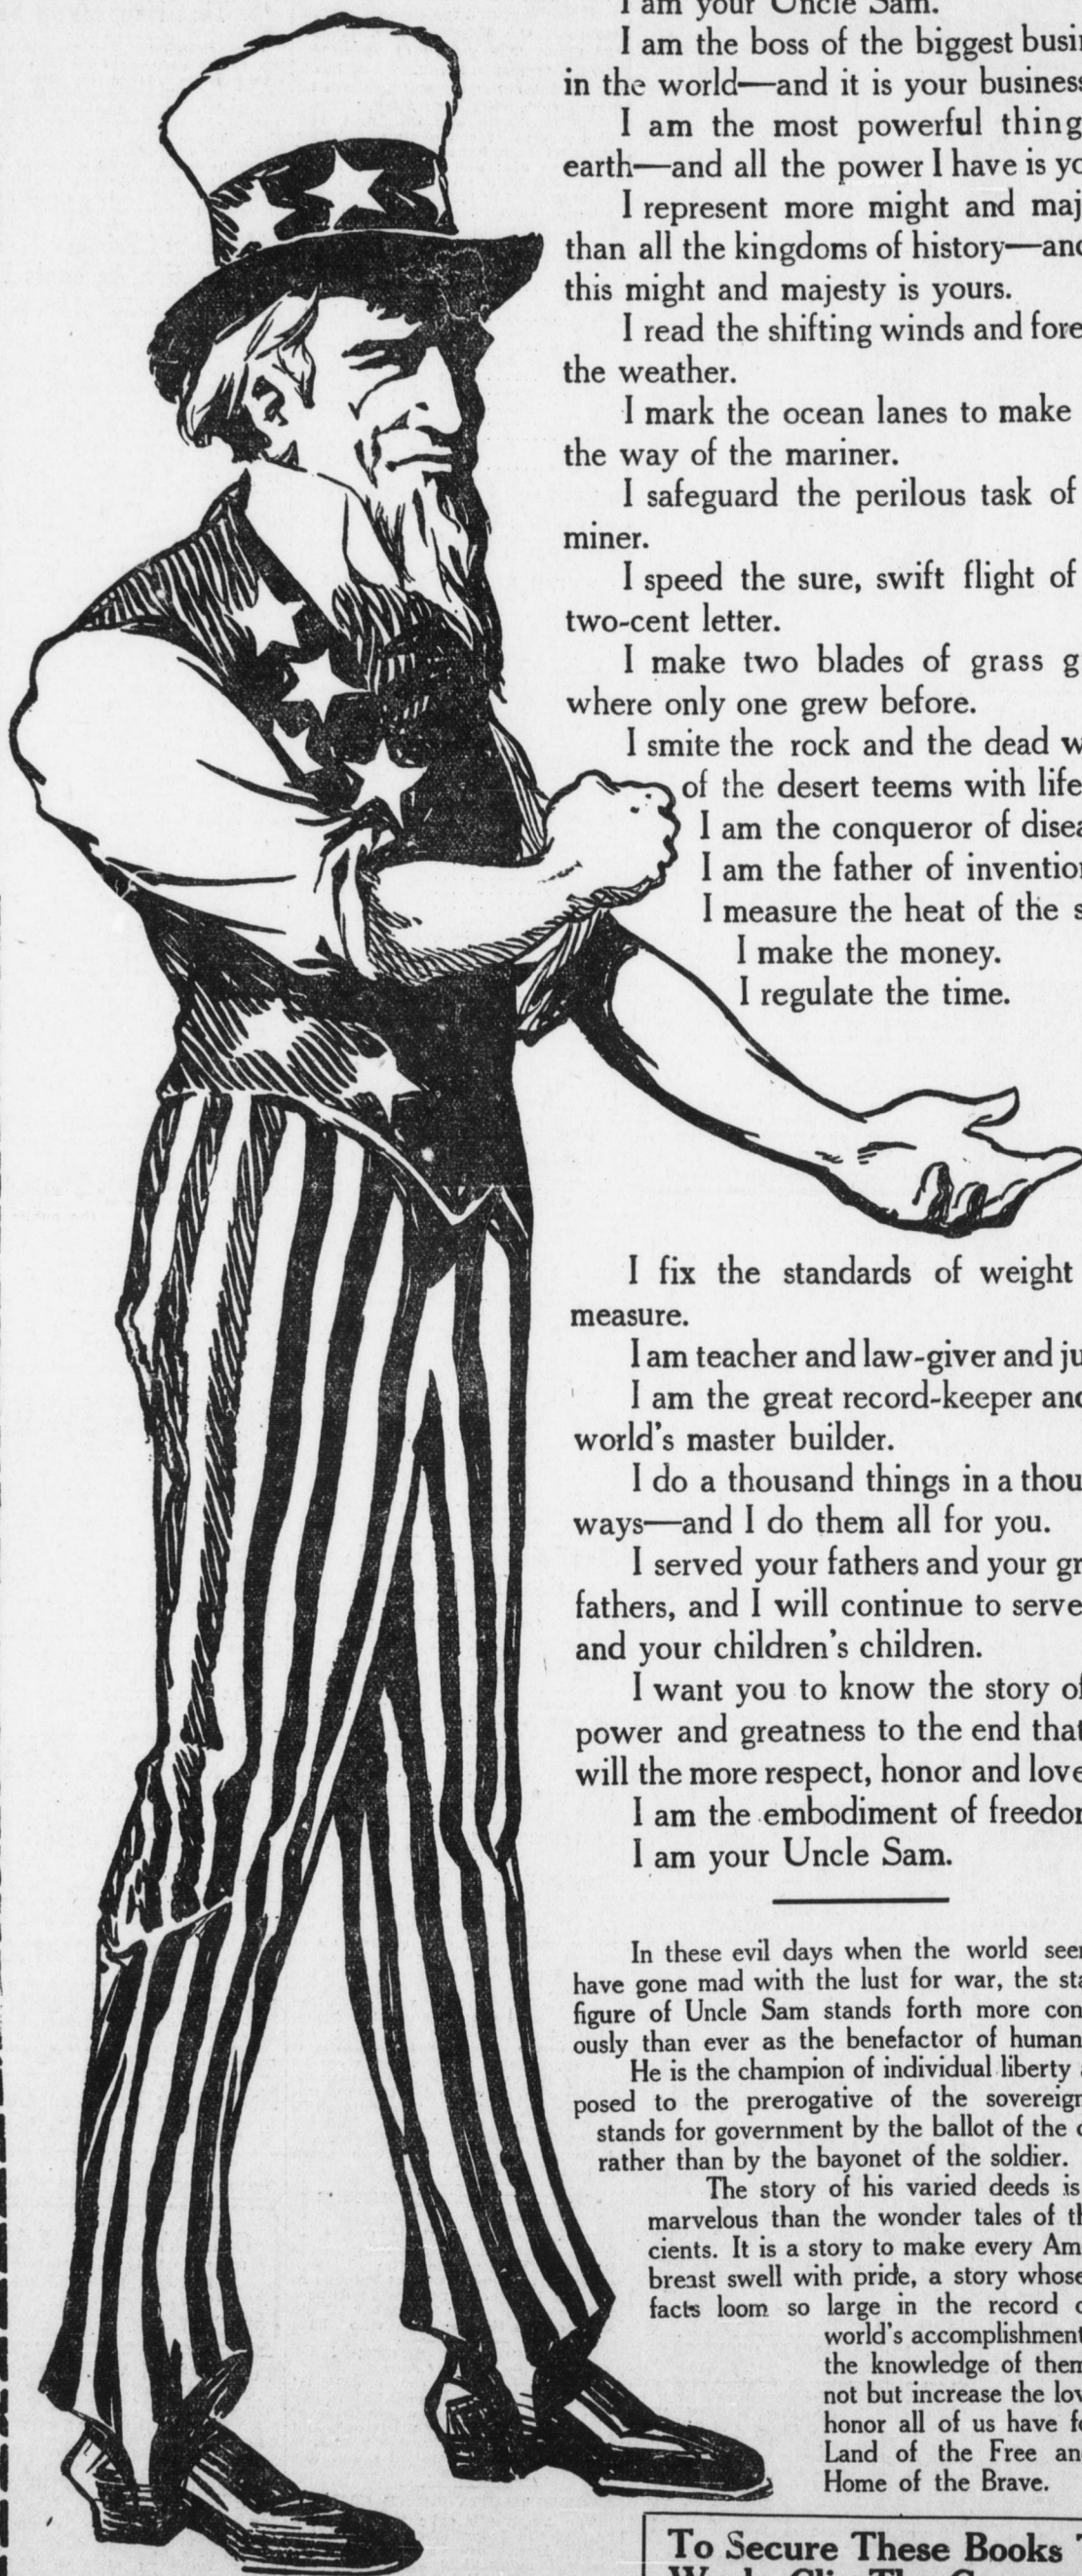 I am your Uncle Sam.
I am the boss of the biggest busi
in the world—and it is your business
I am the most powerful thing
earth—and all the power I have is yo
I represent more might and maj
than all the kingdoms of history—and
this might and majesty is yours.
I read the shifting winds and fore
the weather.
I mark the ocean lanes to make
the way of the mariner.
I safeguard the perilous task of
miner.
I speed the sure, swift flight of
two-cent letter.
I make two blades of grass g
where only one grew before.
I smite the rock and the dead w
of the desert teems with life
I am the conqueror of disea
I am the father of invention
I measure the heat of the s
I make the money.
I regulate the time.
I fix the standards of weight
measure.
I am teacher and law-giver and ju
I am the great record-keeper and
world's master builder.
I do a thousand things in a thou
ways—and I do them all for you.
I served your fathers and your gr
fathers, and I will continue to serve
and your children's children.
I want you to know the story of
power and greatness to the end that
will the more respect, honor and love
I am the embodiment of freedom
I am your Uncle Sam.
In these evil days when the world see
have gone mad with the lust for war, the sta
figure of Uncle Sam stands forth more con
ously than ever as the benefactor of human
He is the champion of individual liberty a
posed to the prerogative of the sovereign
stands for government by the ballot of the c
rather than by the bayonet of the soldier.
The story of his varied deeds is
marvelous than the wonder tales of th
cients. It is a story to make every Am
breast swell with pride, a story whose
facts loom so large in the record o
world's accomplishment
the knowledge of them
not but increase the lov
honor all of us have fo
Land of the Free an
Home of the Brave.
To Secure These Books